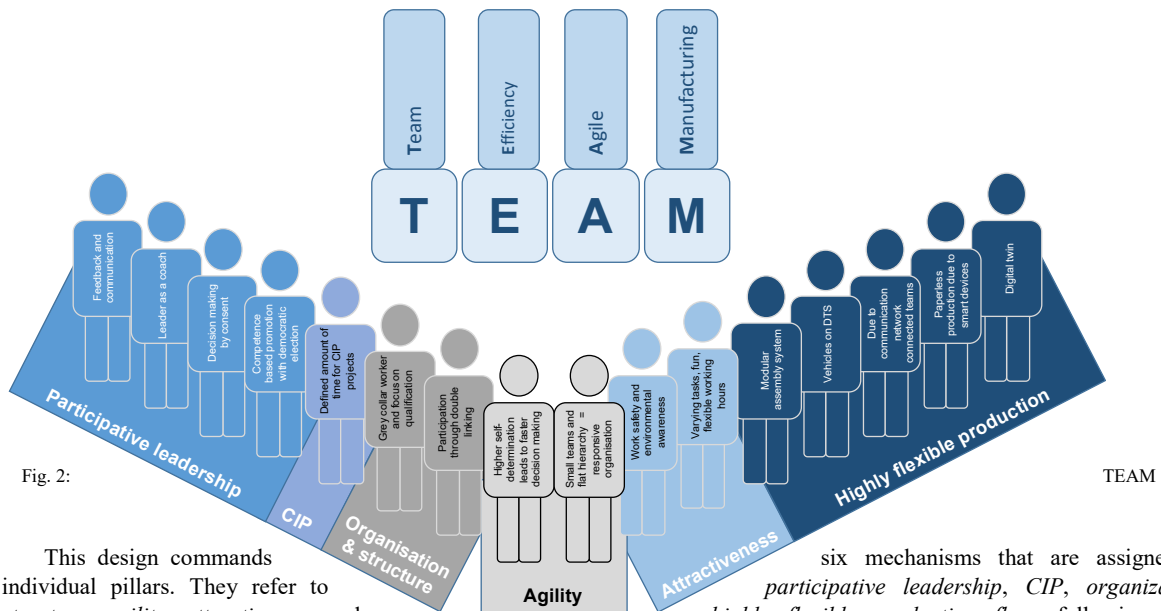 Team
Efficiency
Agile
Manufacturing
T E A M
Feedback and
communication
Leader as a coach
Decision making
by consent
Competence
based promotion
with democratic
election
Defined amount of
time for CIP
projects
Grey collar worker
and focus on
qualification
Participation
through double
linking
Higher self-
determination
leads to faster
decision making
Small teams and
flat hierarchy =
responsive
organisation
Work safety and
environmental
awareness
Varying tasks, fun,
flexible working
hours
Modular
assembly system
Vehicles on DTS
Due to
communication
network
connected teams
Paperless
production due to
smart devices
Digital twin
Participative leadership
CIP
Organisation
& structure
Agility
Attractiveness
Highly flexible production
Fig. 2: TEAM
This design commands six mechanisms that are assigne
individual pillars. They refer to participative leadership, CIP, organiza